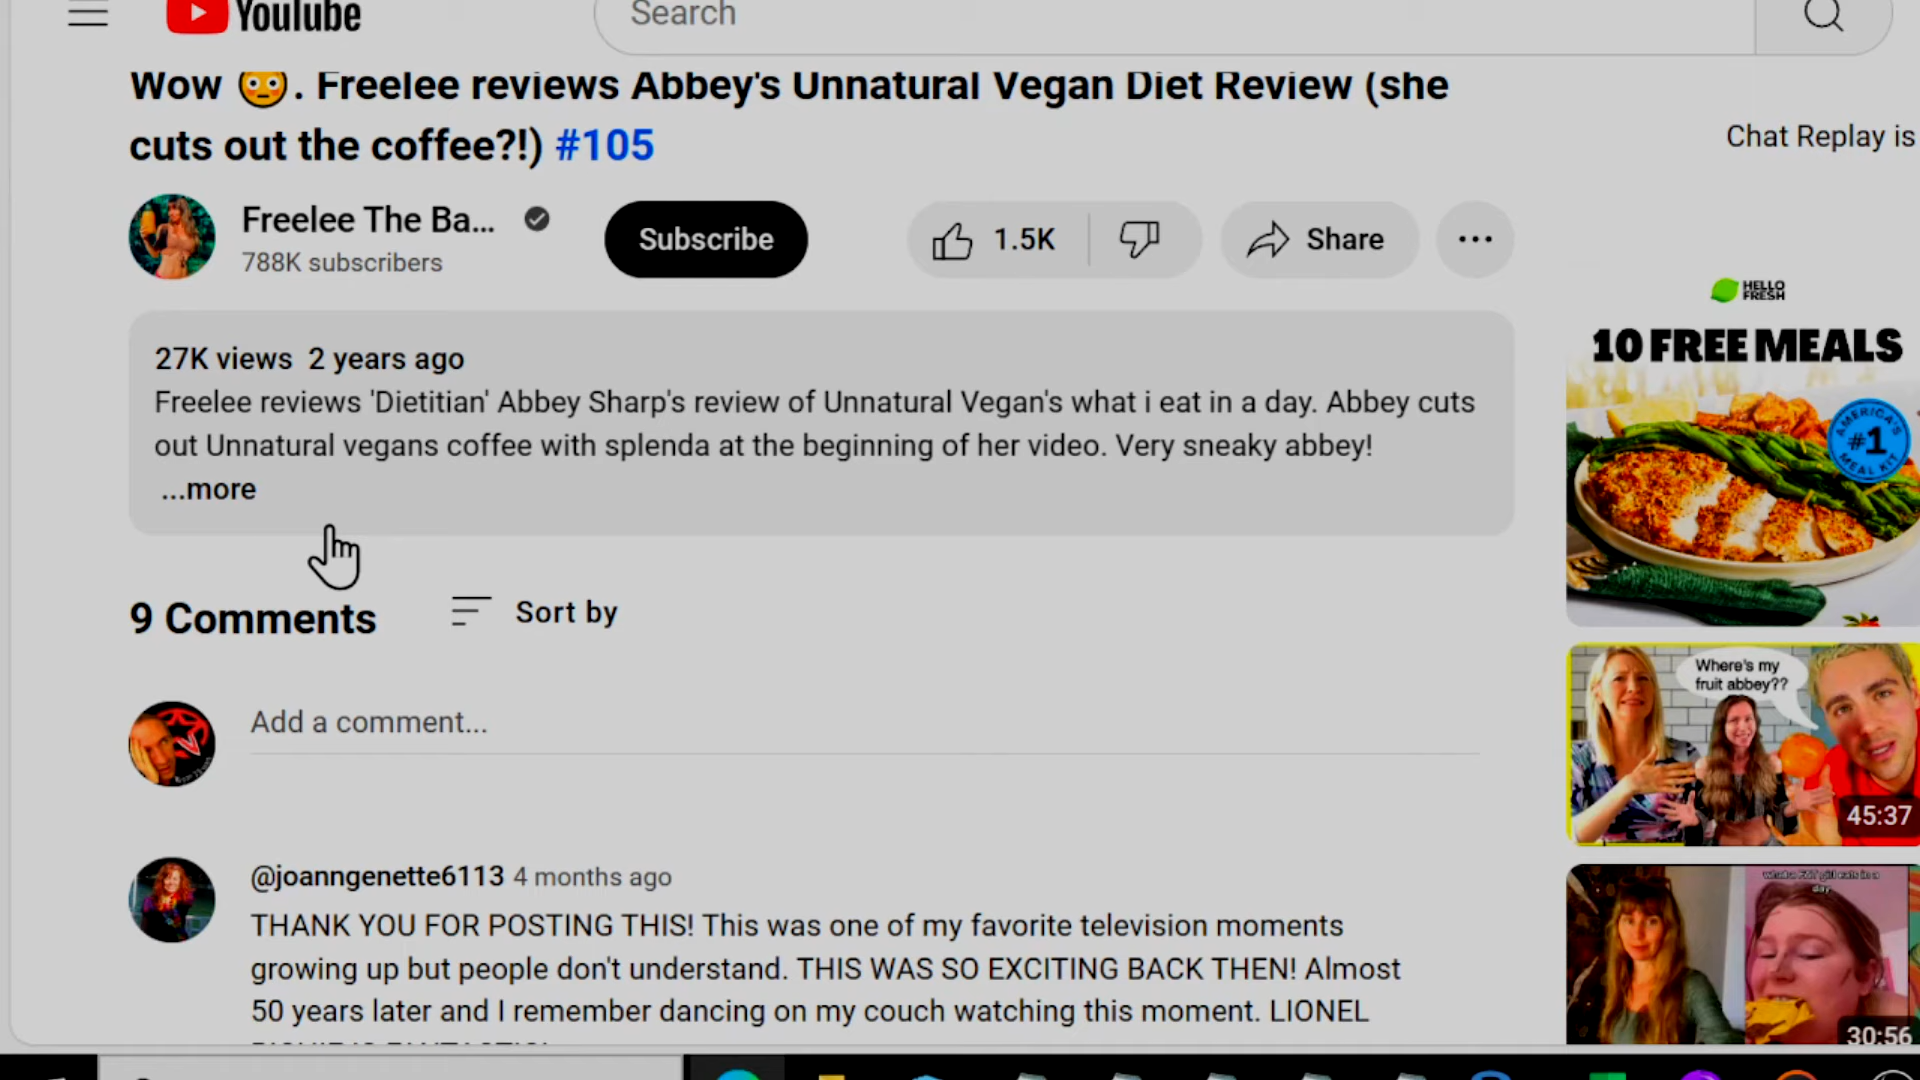 YouTube
Search
Wow 😳. Freelee reviews Abbey's Unnatural Vegan Diet Review (she
cuts out the coffee?!) #105
Chat Replay is
Freelee The Ba...
788K subscribers
Subscribe
1.5K
Share
HELLO
FRESH
10 FREE MEALS
AMERICA'S
#1
MEAL KIT
27K views 2 years ago
Freelee reviews 'Dietitian' Abbey Sharp's review of Unnatural Vegan's what i eat in a day. Abbey cuts
out Unnatural vegans coffee with splenda at the beginning of her video. Very sneaky abbey!
...more
9 Comments
Sort by
Where's my
fruit abbey??
45:37
Add a comment...
@joanngenette6113 4 months ago
THANK YOU FOR POSTING THIS! This was one of my favorite television moments
growing up but people don't understand. THIS WAS SO EXCITING BACK THEN! Almost
50 years later and I remember dancing on my couch watching this moment. LIONEL
30:56